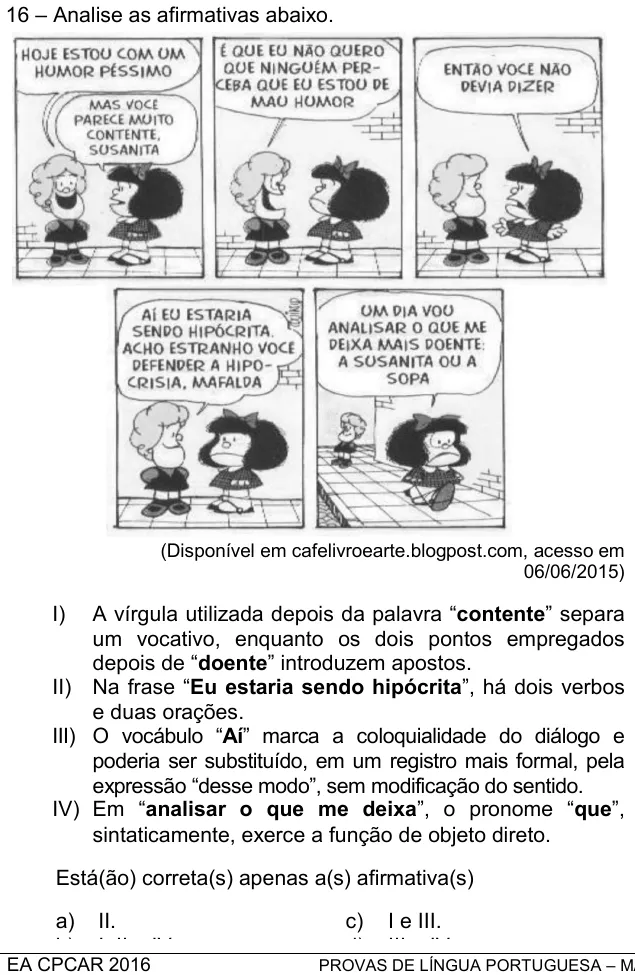 16 – Analise as afirmativas abaixo.
HOJE ESTOU COM UM
HUMOR PÉSSIMO
MAS VOCÊ
PARECE MUITO
CONTENTE,
SUSANITA
É QUE EU NÃO QUERO
QUE NINGUÉM PER-
CEBA QUE EU ESTOU DE
MAU HUMOR
ENTÃO VOCÊ NÃO
DEVIA DIZER
AÍ EU ESTARIA
SENDO HIPÓCRITA.
ACHO ESTRANHO VOCÊ
DEFENDER A HIPO-
CRISIA, MAFALDA
UM DIA VOU
ANALISAR O QUE ME
DEIXA MAIS DOENTE:
A SUSANITA OU A
SOPA
(Disponível em cafelivroearte.blogpost.com, acesso em
06/06/2015)
I) A vírgula utilizada depois da palavra “contente” separa
um vocativo, enquanto os dois pontos empregados
depois de “doente” introduzem apostos.
II) Na frase “Eu estaria sendo hipócrita”, há dois verbos
e duas orações.
III) O vocábulo “Aí” marca a coloquialidade do diálogo e
poderia ser substituído, em um registro mais formal, pela
expressão “desse modo”, sem modificação do sentido.
IV) Em “analisar o que me deixa”, o pronome “que”,
sintaticamente, exerce a função de objeto direto.
Está(ão) correta(s) apenas a(s) afirmativa(s)
a) II. c) I e III.
EA CPCAR 2016 PROVAS DE LÍNGUA PORTUGUESA –